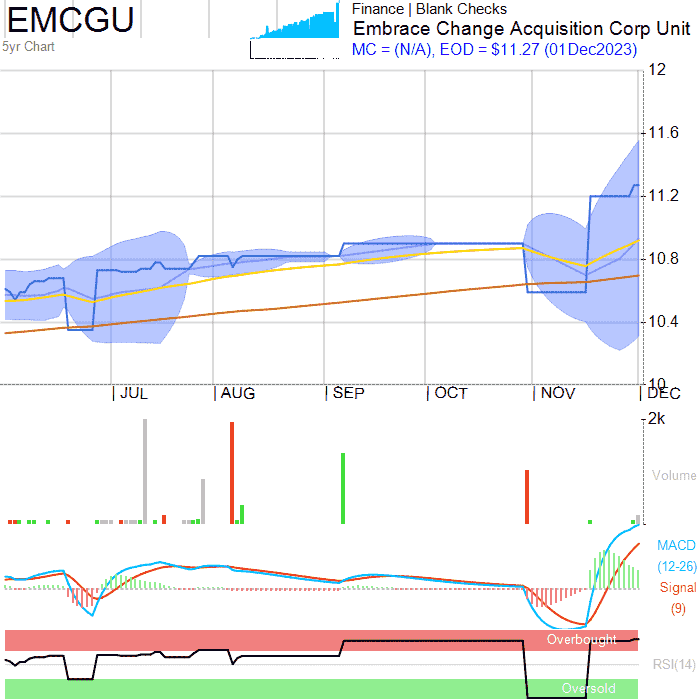 EMCGU
5yr Chart
Finance | Blank Checks
Embrace Change Acquisition Corp Unit
MC = (N/A), EOD = $11.27 (01Dec2023)
12
11.6
11.2
10.8
10.4
10
JUL
AUG
SEP
OCT
NOV
DEC
2k
Volume
MACD
(12-26)
Signal
(9)
Overbought
RSI(14)
Oversold